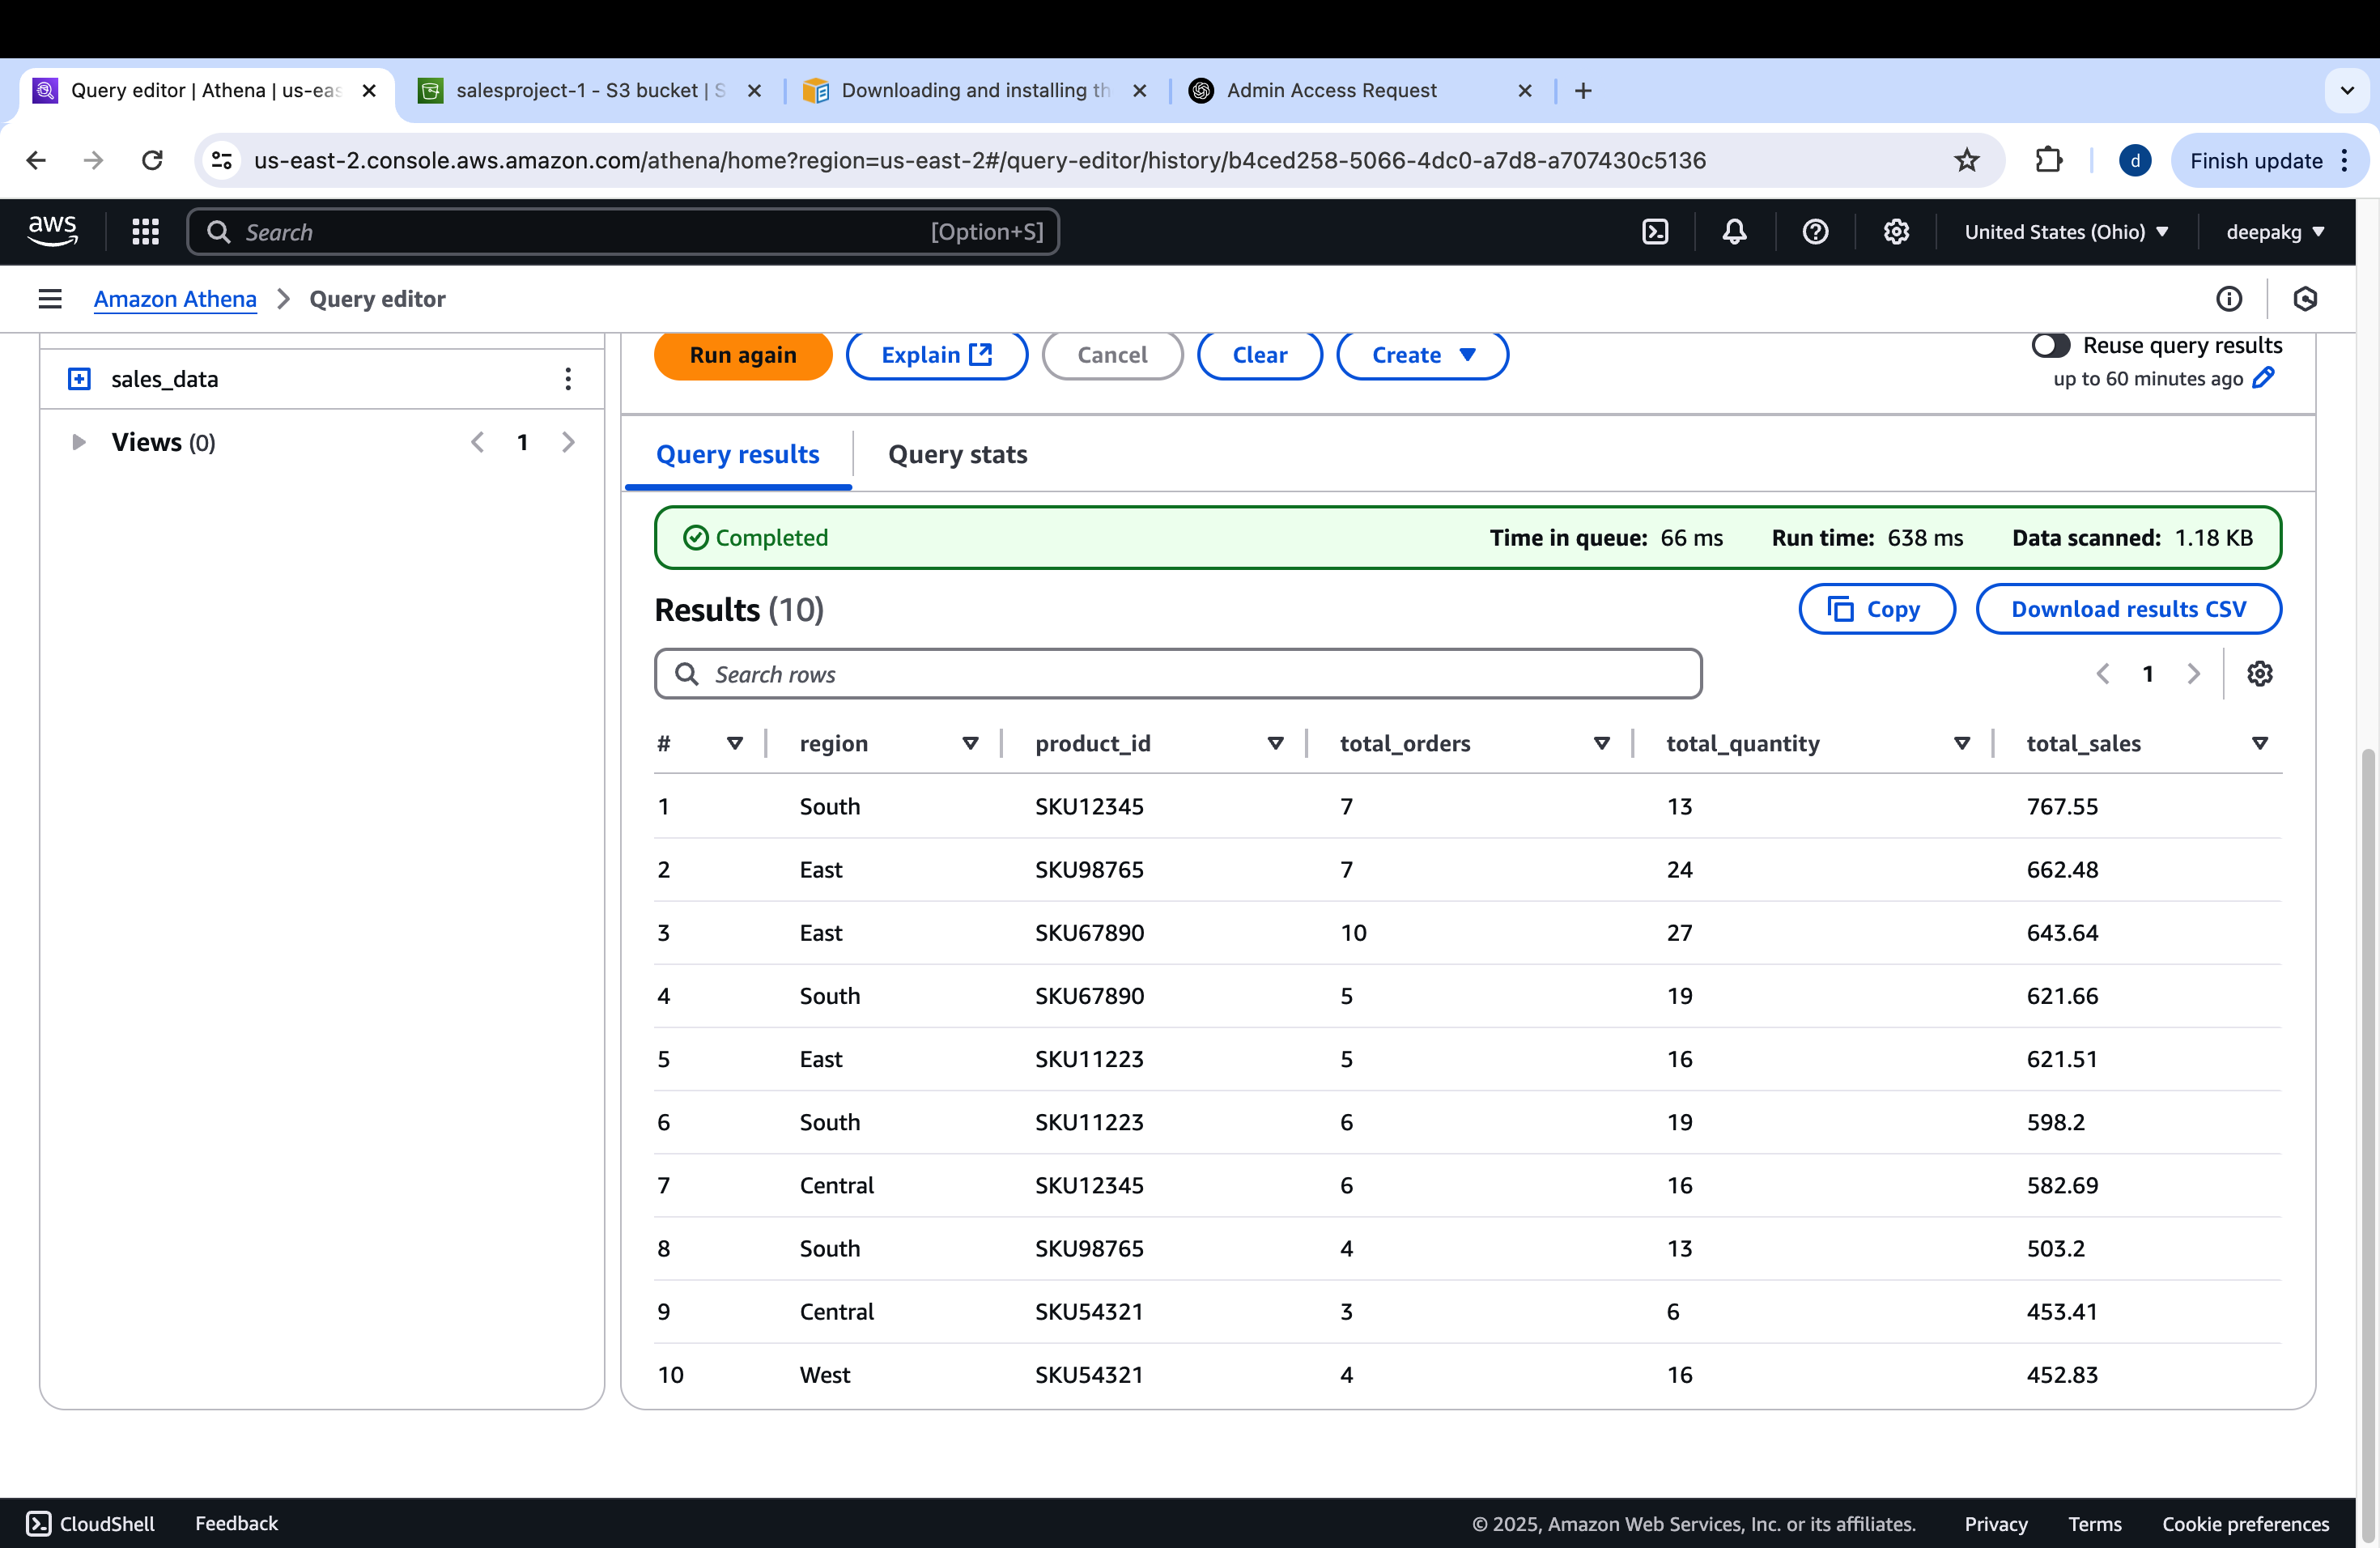 Query editor | Athena | us-eas
salesproject-1 - S3 bucket | S
Downloading and installing th
Admin Access Request
us-east-2.console.aws.amazon.com/athena/home?region=us-east-2#/query-editor/history/b4ced258-5066-4dc0-a7d8-a707430c5136
d
Finish update
aws
Search
[Option+S]
United States (Ohio)
deepakg
Amazon Athena
Query editor
sales_data
Views (0)
1
Run again
Explain
Cancel
Clear
Create
Reuse query results
up to 60 minutes ago
Query results
Query stats
Completed
Time in queue: 66 ms
Run time: 638 ms
Data scanned: 1.18 KB
Results (10)
Copy
Download results CSV
Search rows
1
# region product_id total_orders total_quantity total_sales
1 South SKU12345 7 13 767.55
2 East SKU98765 7 24 662.48
3 East SKU67890 10 27 643.64
4 South SKU67890 5 19 621.66
5 East SKU11223 5 16 621.51
6 South SKU11223 6 19 598.2
7 Central SKU12345 6 16 582.69
8 South SKU98765 4 13 503.2
9 Central SKU54321 3 6 453.41
10 West SKU54321 4 16 452.83
CloudShell
Feedback
© 2025, Amazon Web Services, Inc. or its affiliates.
Privacy
Terms
Cookie preferences